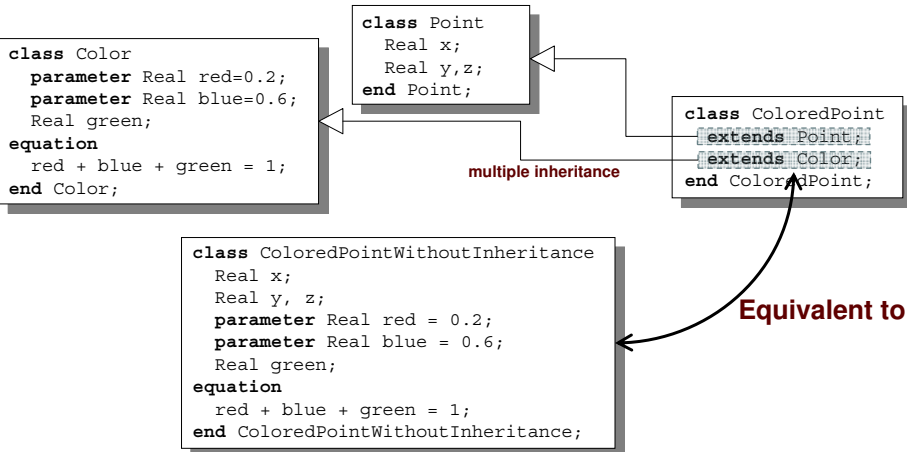 class Color
parameter Real red=0.2;
parameter Real blue=0.6;
Real green;
equation
red + blue + green = 1;
end Color;
class Point
Real x;
Real y,z;
end Point;
class ColoredPoint
extends Point;
extends Color;
end ColoredPoint;
multiple inheritance
class ColoredPointWithoutInheritance
Real x;
Real y, z;
parameter Real red = 0.2;
parameter Real blue = 0.6;
Real green;
equation
red + blue + green = 1;
end ColoredPointWithoutInheritance;
Equivalent to